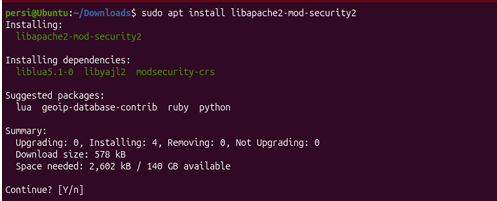 persi@Ubuntu:~/Downloads$ sudo apt install libapache2-mod-security2
Installing:
libapache2-mod-security2
Installing dependencies:
liblua5.1-0 libyajl2 modsecurity-crs
Suggested packages:
lua geoip-database-contrib ruby python
Summary:
Upgrading: 0, Installing: 4, Removing: 0, Not Upgrading: 0
Download size: 578 kB
Space needed: 2,602 kB / 140 GB available
Continue? [Y/n]